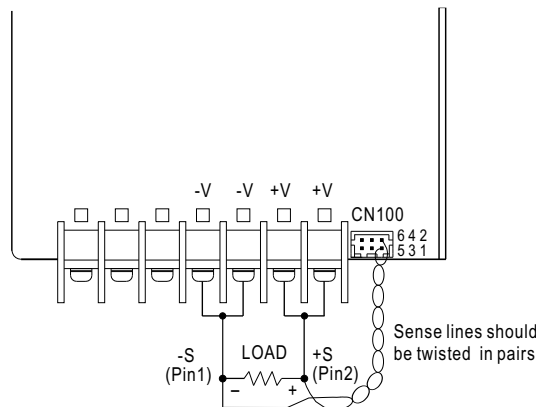 -V -V +V +V
CN100
6 4 2
5 3 1
Sense lines should
be twisted in pairs
-S LOAD +S
(Pin1) (Pin2)
– +